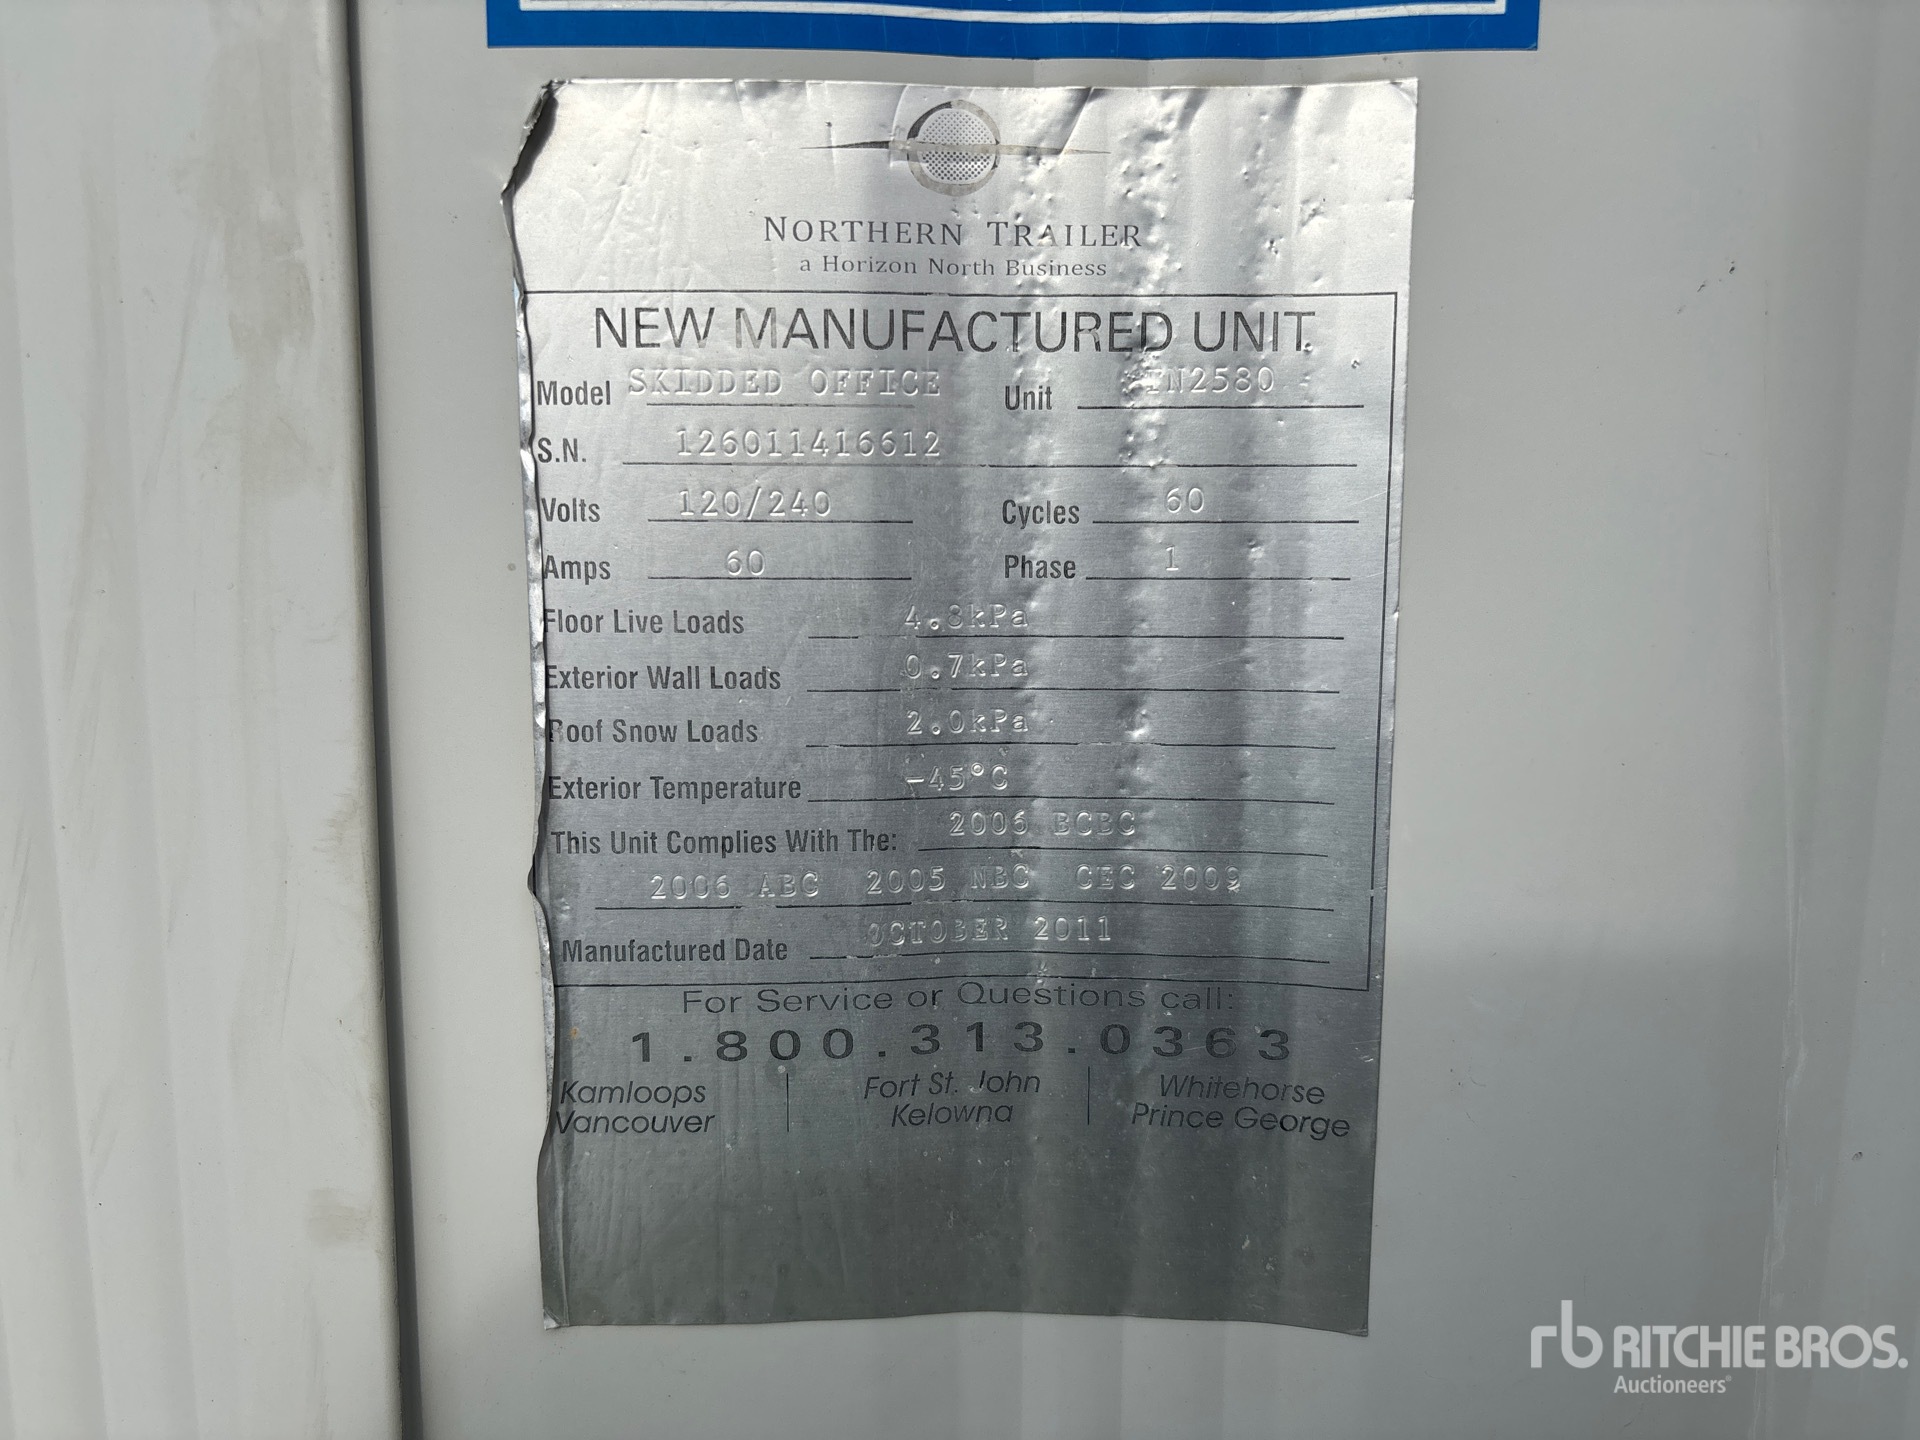 NORTHERN TRAILER
a Horizon North Business
NEW MANUFACTURED UNIT
Model SKIDDED OFFICE Unit
S.N. 126011416612
Volts 120/240 Cycles 60
Amps 60 Phase 1
Floor Live Loads 4.8kPa
Exterior Wall Loads 0.7kPa
Roof Snow Loads 2.0kPa
Exterior Temperature -45°C
This Unit Complies With The: 2006 BCBC
2006 ABC 2005 NBC CEC 2009
Manufactured Date OCTOBER 2011
For Service or Questions call:
1.800.313.0363
Kamloops | Fort St. John | Whitehorse
Vancouver | Kelowna | Prince George
rb RITCHIE BROS.
Auctioneers